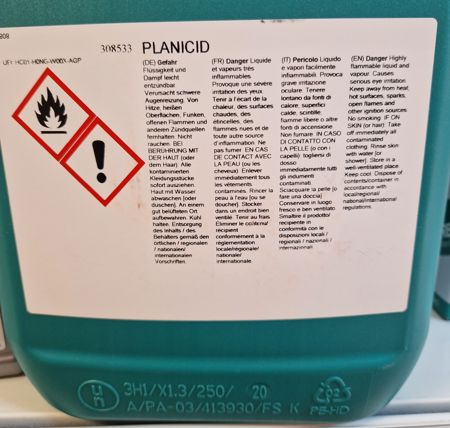 308533 PLANICID
(DE) Gefahr
Flüssigkeit und
Dampf leicht
entzündbar
Verursacht schwere
Augenreizung. Von
Hitze, heißen
Oberflächen, Funken,
offenen Flammen und
anderen Zündquellen
fernhalten. Nicht
rauchen. BEI
BERÜHRUNG MIT
DER HAUT (oder
dem Haar): Alle
kontaminierten
Kleidungsstücke
sofort ausziehen.
Haut mit Wasser
abwaschen [oder
duschen]. An einem
gut belüfteten Ort
aufbewahren. Kühl
halten. Entsorgung
des Inhalts / des
Behälters gemäß den
örtlichen / regionalen
/ nationalen/
internationalen
Vorschriften.
(FR) Danger Liquide
et vapeurs très
inflammables.
Provoque une sévère
irritation des yeux.
Tenir à l'écart de la
chaleur, des surfaces
chaudes, des
étincelles, des
flammes nues et de
toute autre source
d'inflammation. Ne
pas fumer. EN CAS
DE CONTACT AVEC
LA PEAU (ou les
cheveux): Enlever
immédiatement tous
les vêtements
contaminés. Rincer la
peau à l'eau [ou se
doucher]. Stocker
dans un endroit bien
ventilé. Tenir au frais.
Éliminer le contenu/
récipient
conformément à la
réglementation
locale/régionale/
nationale/
internationale.
(IT) Pericolo Liquido
e vapori facilmente
infiammabili. Provoca
grave irritazione
oculare. Tenere
lontano da fonti di
calore, superfici
calde, scintille,
fiamme libere o altre
fonti di accensione.
Non fumare. IN CASO
DI CONTATTO CON
LA PELLE (o con i
capelli): togliersi di
dosso
immediatamente tutti
gli indumenti
contaminati.
Sciacquare la pelle [o
fare una doccia].
Conservare in luogo
fresco e ben ventilato.
Smaltire il prodotto/
recipiente in
conformità con le
disposizioni locali /
regionali / nazionali /
internazionali.
(EN) Danger Highly
flammable liquid and
vapour. Causes
serious eye irritation.
Keep away from heat,
hot surfaces, sparks,
open flames and
other ignition sources.
No smoking. IF ON
SKIN (or hair): Take
off immediately all
contaminated
clothing. Rinse skin
with water [or
shower]. Store in a
well-ventilated place.
Keep cool. Dispose of
contents/container in
accordance with
local/regional/
national/international
regulations.
un
3H1/X1.3/250/ 20
A/PA-03/413930/FS K
PE-HD